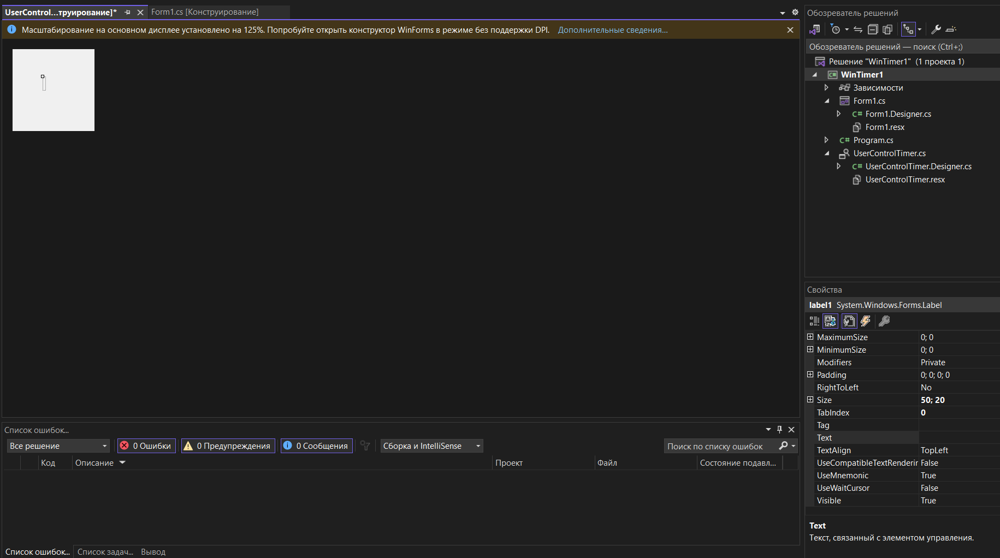 UserControl...труирование]*
Form1.cs [Конструирование]
Масштабирование на основном дисплее установлено на 125%. Попробуйте открыть конструктор WinForms в режиме без поддержки DPI. Дополнительные сведения...
Обозреватель решений
Обозреватель решений — поиск (Ctrl+;)
Решение "WinTimer1" (1 проекта 1)
WinTimer1
Зависимости
Form1.cs
Form1.Designer.cs
Form1.resx
Program.cs
UserControlTimer.cs
UserControlTimer.Designer.cs
UserControlTimer.resx
Свойства
label1 System.Windows.Forms.Label
MaximumSize 0; 0
MinimumSize 0; 0
Modifiers Private
Padding 0; 0; 0; 0
RightToLeft No
Size 50; 20
TabIndex 0
Tag
Text
TextAlign TopLeft
UseCompatibleTextRenderir False
UseMnemonic True
UseWaitCursor False
Visible True
Text
Текст, связанный с элементом управления.
Список ошибок...
Все решение
0 Ошибки
0 Предупреждения
0 Сообщения
Сборка и IntelliSense
Поиск по списку ошибок
Код Описание Проект Файл Состояние подавл...
Список ошибок... Список задач... Вывод